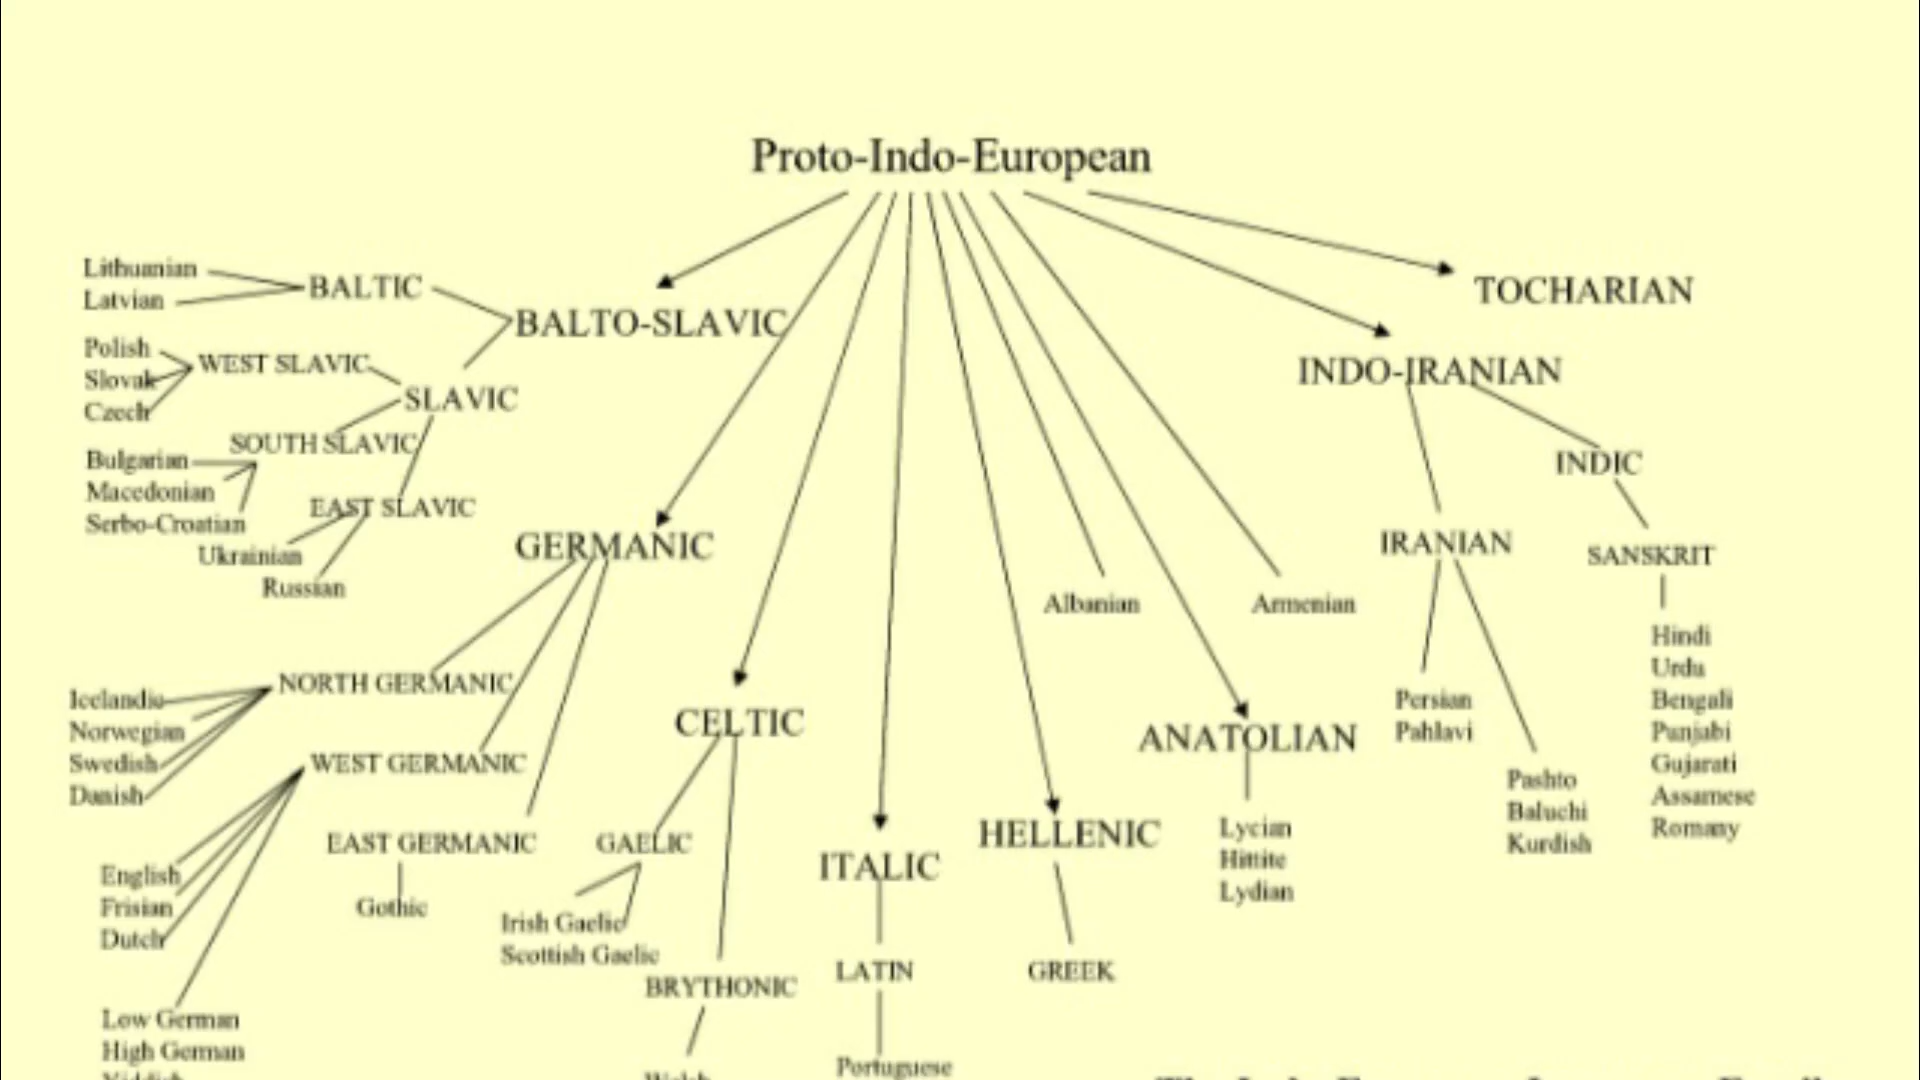 Proto-Indo-European
Lithuanian
Latvian
BALTIC
BALTO-SLAVIC
TOCHARIAN
Polish
Slovak
Czech
WEST SLAVIC
SLAVIC
INDO-IRANIAN
SOUTH SLAVIC
Bulgarian
Macedonian
Serbo-Croatian
EAST SLAVIC
Ukrainian
Russian
INDIC
GERMANIC
IRANIAN
SANSKRIT
Albanian
Armenian
Hindi
Urdu
Bengali
Punjabi
Gujarati
Assamese
Romany
Persian
Pahlavi
Pashto
Baluchi
Kurdish
NORTH GERMANIC
Icelandic
Norwegian
Swedish
Danish
CELTIC
ANATOLIAN
WEST GERMANIC
Lycian
Hittite
Lydian
HELLENIC
EAST GERMANIC
GAELIC
ITALIC
English
Frisian
Dutch
Gothic
Irish Gaelic
Scottish Gaelic
BRYTHONIC
LATIN
GREEK
Low German
High German
Portuguese